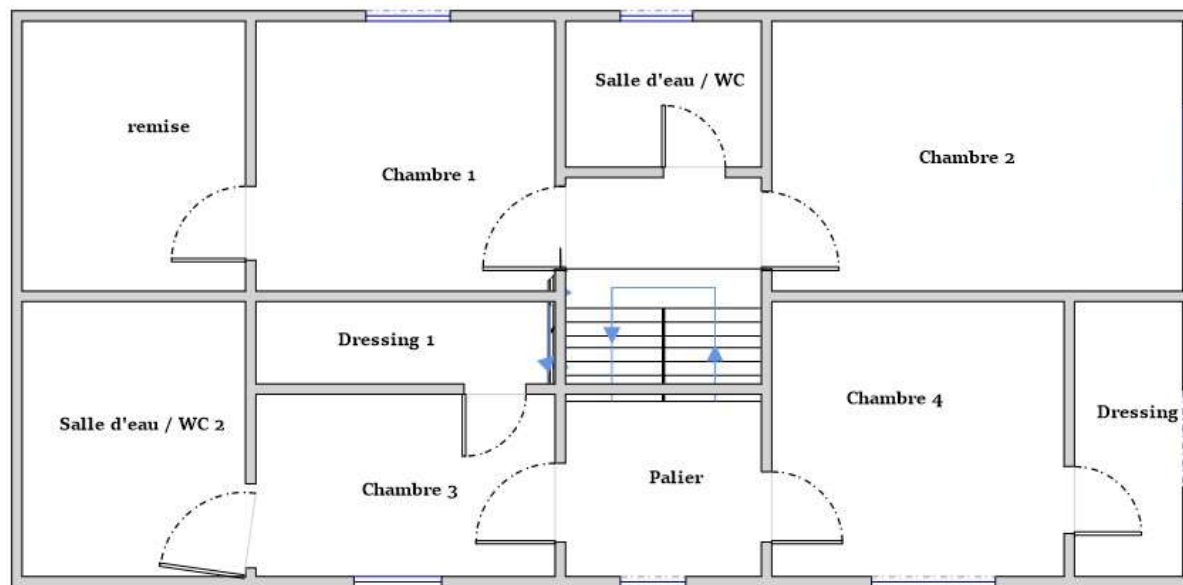 Salle d'eau / WC
remise
Chambre 1
Chambre 2
Dressing 1
Chambre 4
Dressing
Salle d'eau / WC 2
Chambre 3
Palier